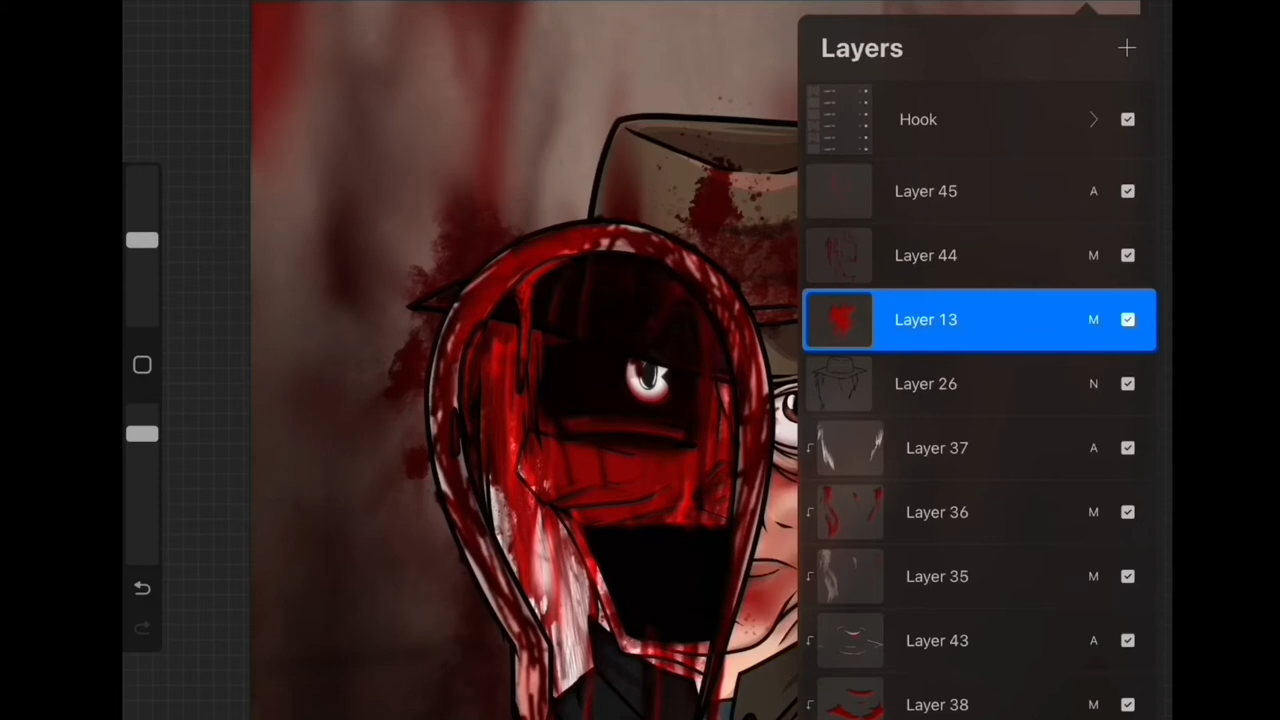 Layers
Hook
Layer 45 A
Layer 44 M
Layer 13 M
Layer 26 N
Layer 37 A
Layer 36 M
Layer 35 M
Layer 43 A
Layer 38 M